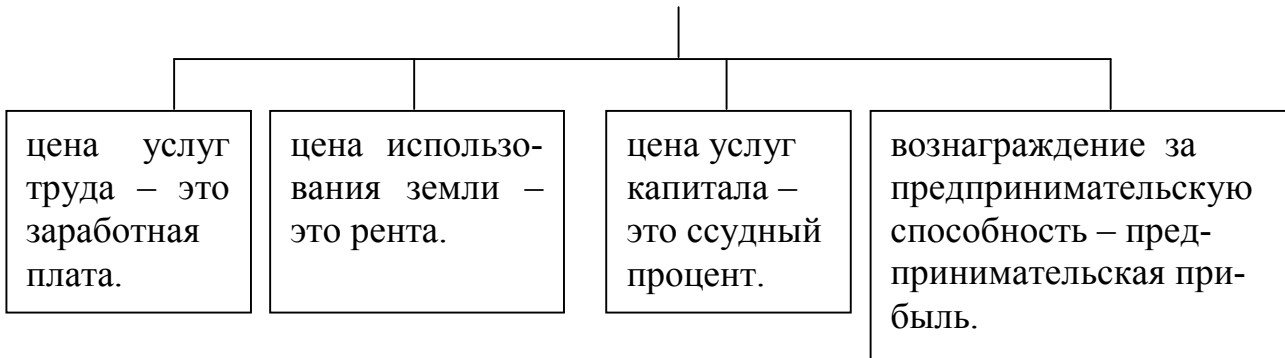 цена услуг
труда – это
заработная
плата.
цена использо-
вания земли –
это рента.
цена услуг
капитала –
это ссудный
процент.
вознаграждение за
предпринимательскую
способность – пред-
принимательская при-
быль.